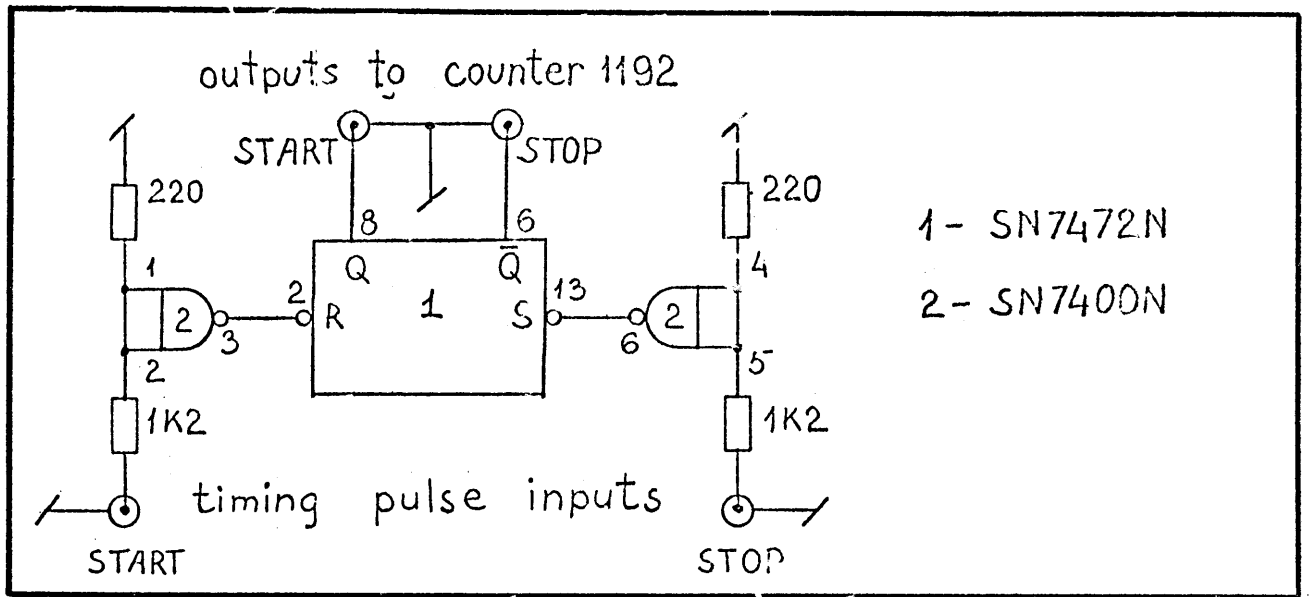 outputs to counter 1192
START STOP
220 220
8 6
1 - SN7472N
Q Q̅
1 4
2 13
2 R 1 S 2
2 - SN7400N
3 6
2 5
1K2 1K2
timing pulse inputs
START STOP